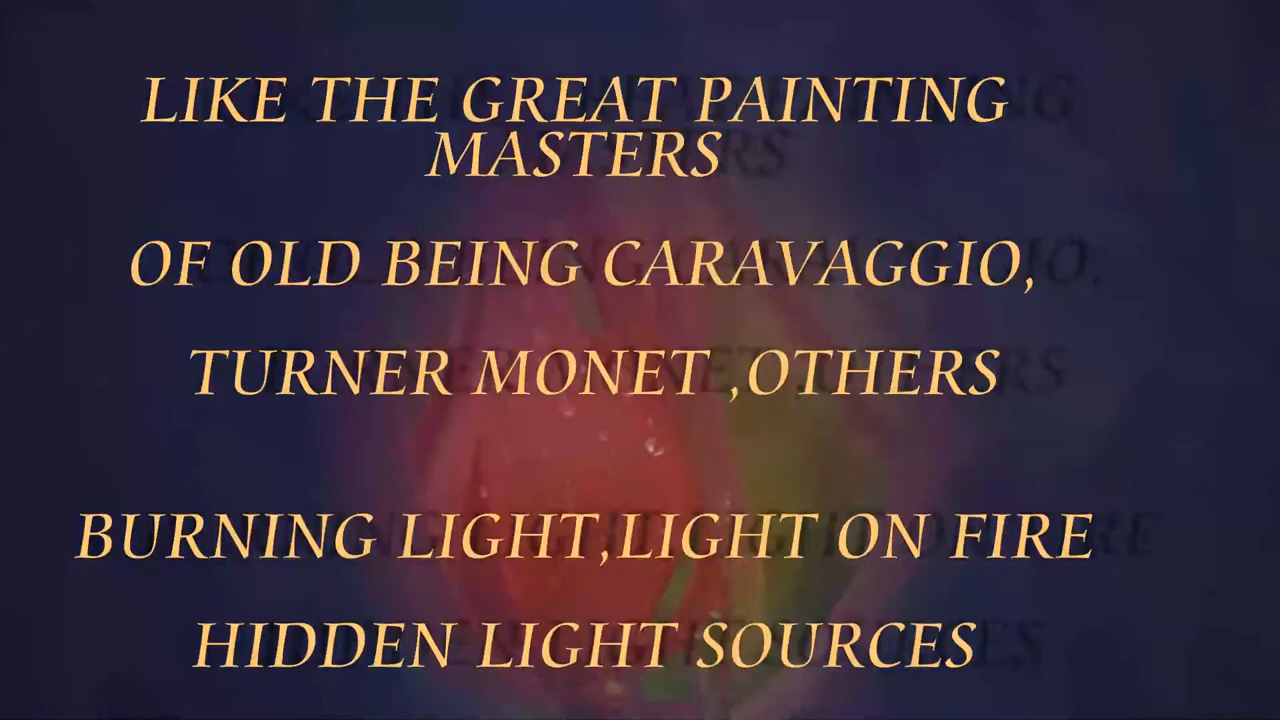 LIKE THE GREAT PAINTING
MASTERS
OF OLD BEING CARAVAGGIO,
TURNER MONET ,OTHERS
BURNING LIGHT,LIGHT ON FIRE
HIDDEN LIGHT SOURCES